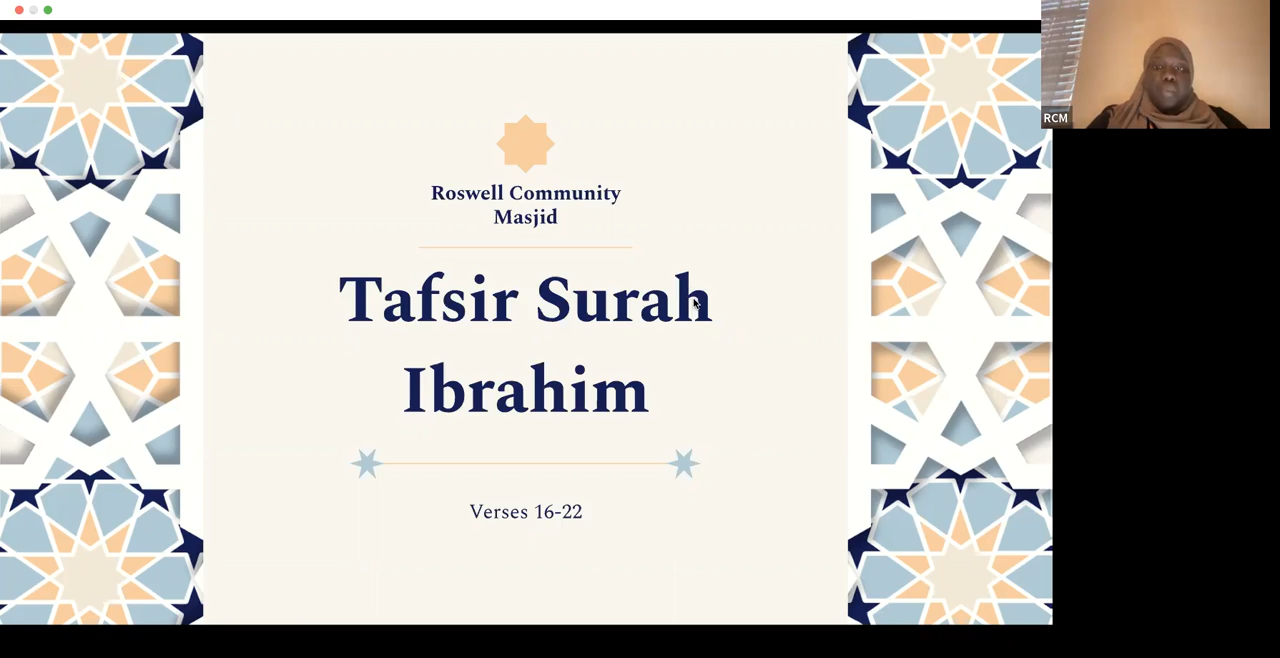 Roswell Community
Masjid
Tafsir Surah
Ibrahim
Verses 16-22
RCM